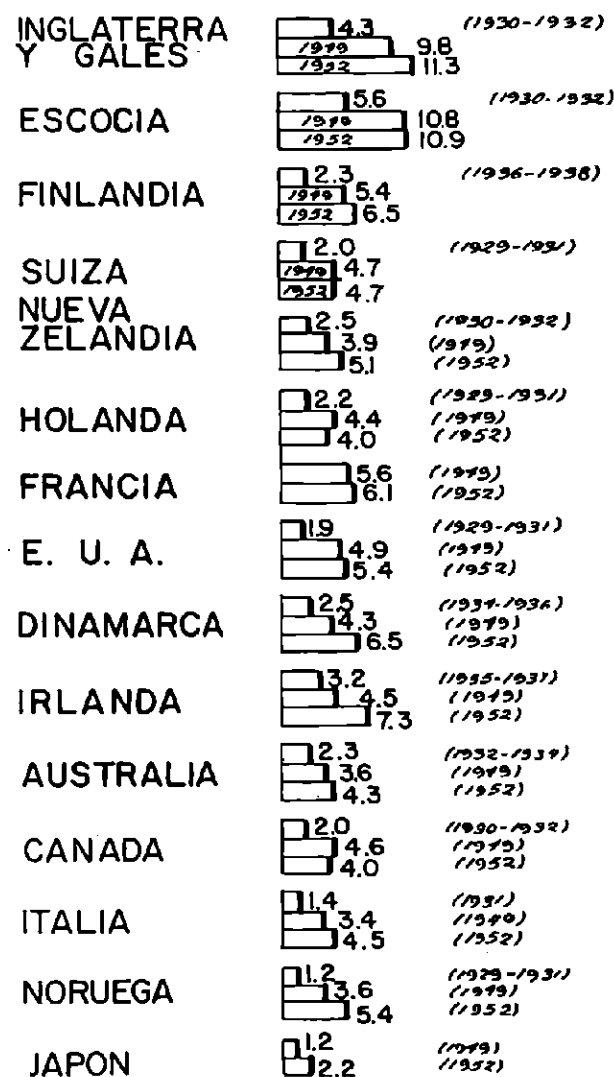 INGLATERRA 4.3 (1930-1932)
Y GALES 1949 9.8
1952 11.3
5.6 (1930-1932)
ESCOCIA 1949 10.8
1952 10.9
2.3 (1936-1938)
FINLANDIA 1949 5.4
1952 6.5
2.0 (1929-1931)
SUIZA 1949 4.7
1952 4.7
NUEVA 2.5 (1930-1932)
ZELANDIA 3.9 (1949)
5.1 (1952)
2.2 (1929-1931)
HOLANDA 4.4 (1949)
4.0 (1952)
5.6 (1949)
FRANCIA 6.1 (1952)
1.9 (1929-1931)
E. U. A. 4.9 (1949)
5.4 (1952)
2.5 (1934-1936)
DINAMARCA 4.3 (1949)
6.5 (1952)
3.2 (1935-1937)
IRLANDA 4.5 (1949)
7.3 (1952)
2.3 (1932-1934)
AUSTRALIA 3.6 (1949)
4.3 (1952)
2.0 (1930-1932)
CANADA 4.6 (1949)
4.0 (1952)
1.4 (1931)
ITALIA 3.4
4.5 (1952)
1.2 (1929-1931)
NORUEGA 3.6 (1949)
5.4 (1952)
1.2 (1949)
JAPON 2.2 (1952)